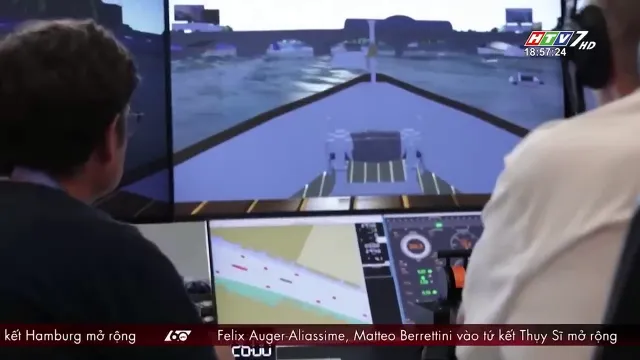 HTV7 HD
18:57:24
kết Hamburg mở rộng 60 Felix Auger-Aliassime, Matteo Berrettini vào tứ kết Thụy Sĩ mở rộng